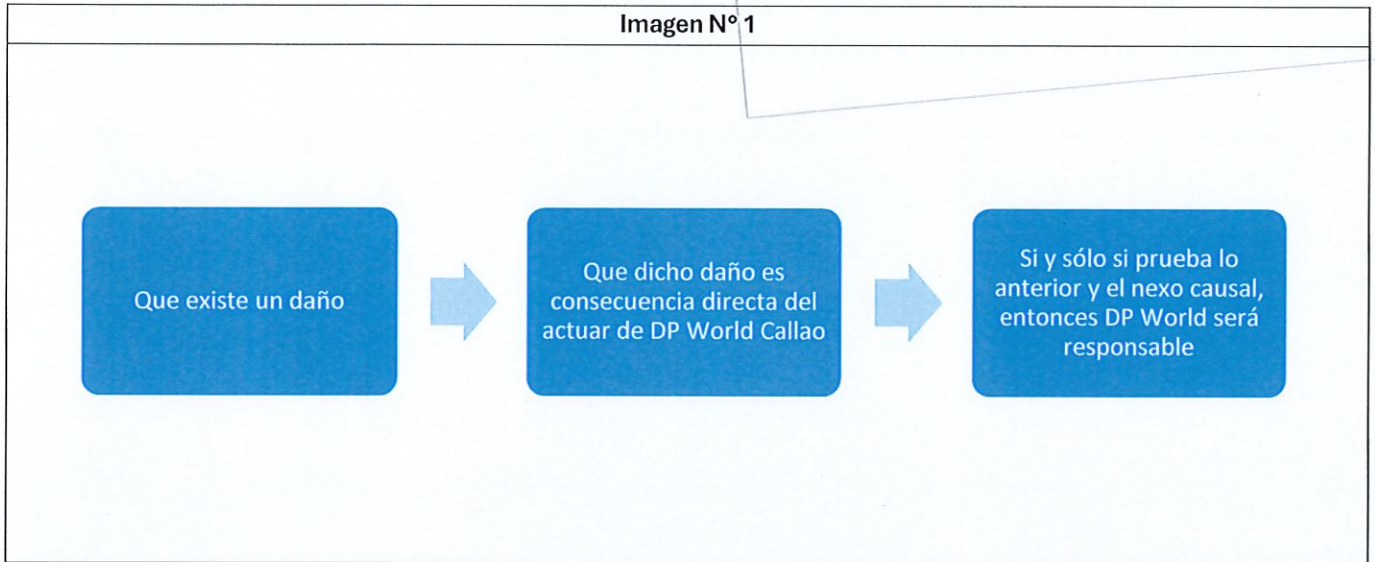 Imagen N° 1
Que existe un daño
Que dicho daño es
consecuencia directa del
actuar de DP World Callao
Si y sólo si prueba lo
anterior y el nexo causal,
entonces DP World será
responsable